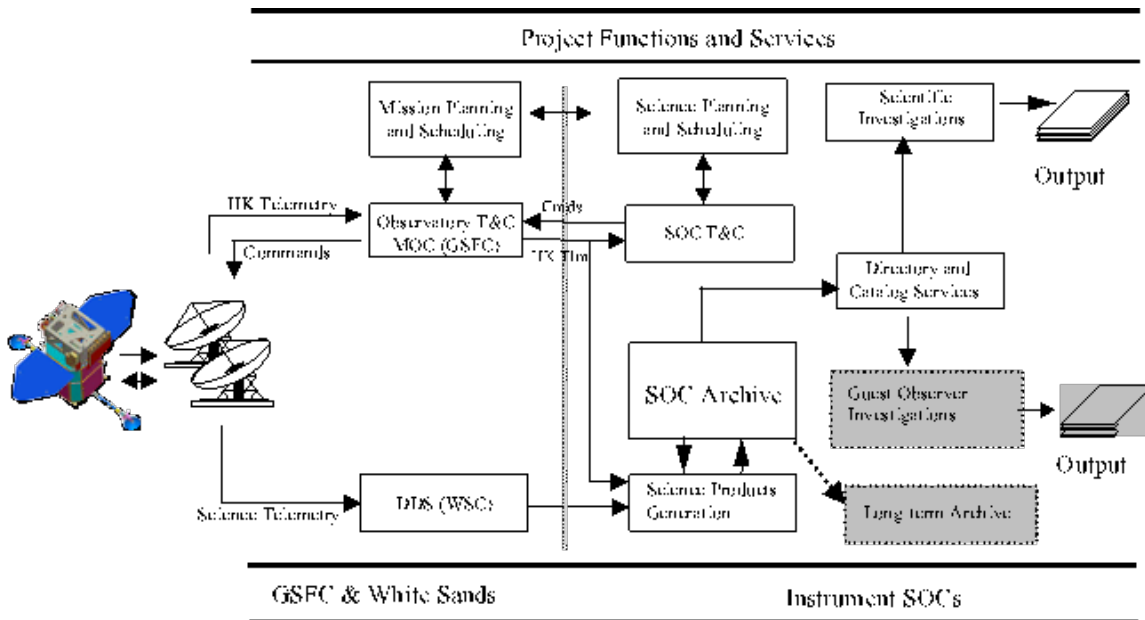 Project Functions and Services
Mission Planning
and Scheduling
Science Planning
and Scheduling
Scientific
Investigations
Output
HK Telemetry
Observatory T&C
MOC (GSFC)
Cmds
SOC T&C
Commands
HK Tlm
Directory and
Catalog Services
SOC Archive
Guest Observer
Investigations
Output
Science Telemetry
DDS (WSC)
Science Products
Generation
Long term Archive
GSFC & White Sands
Instrument SOCs